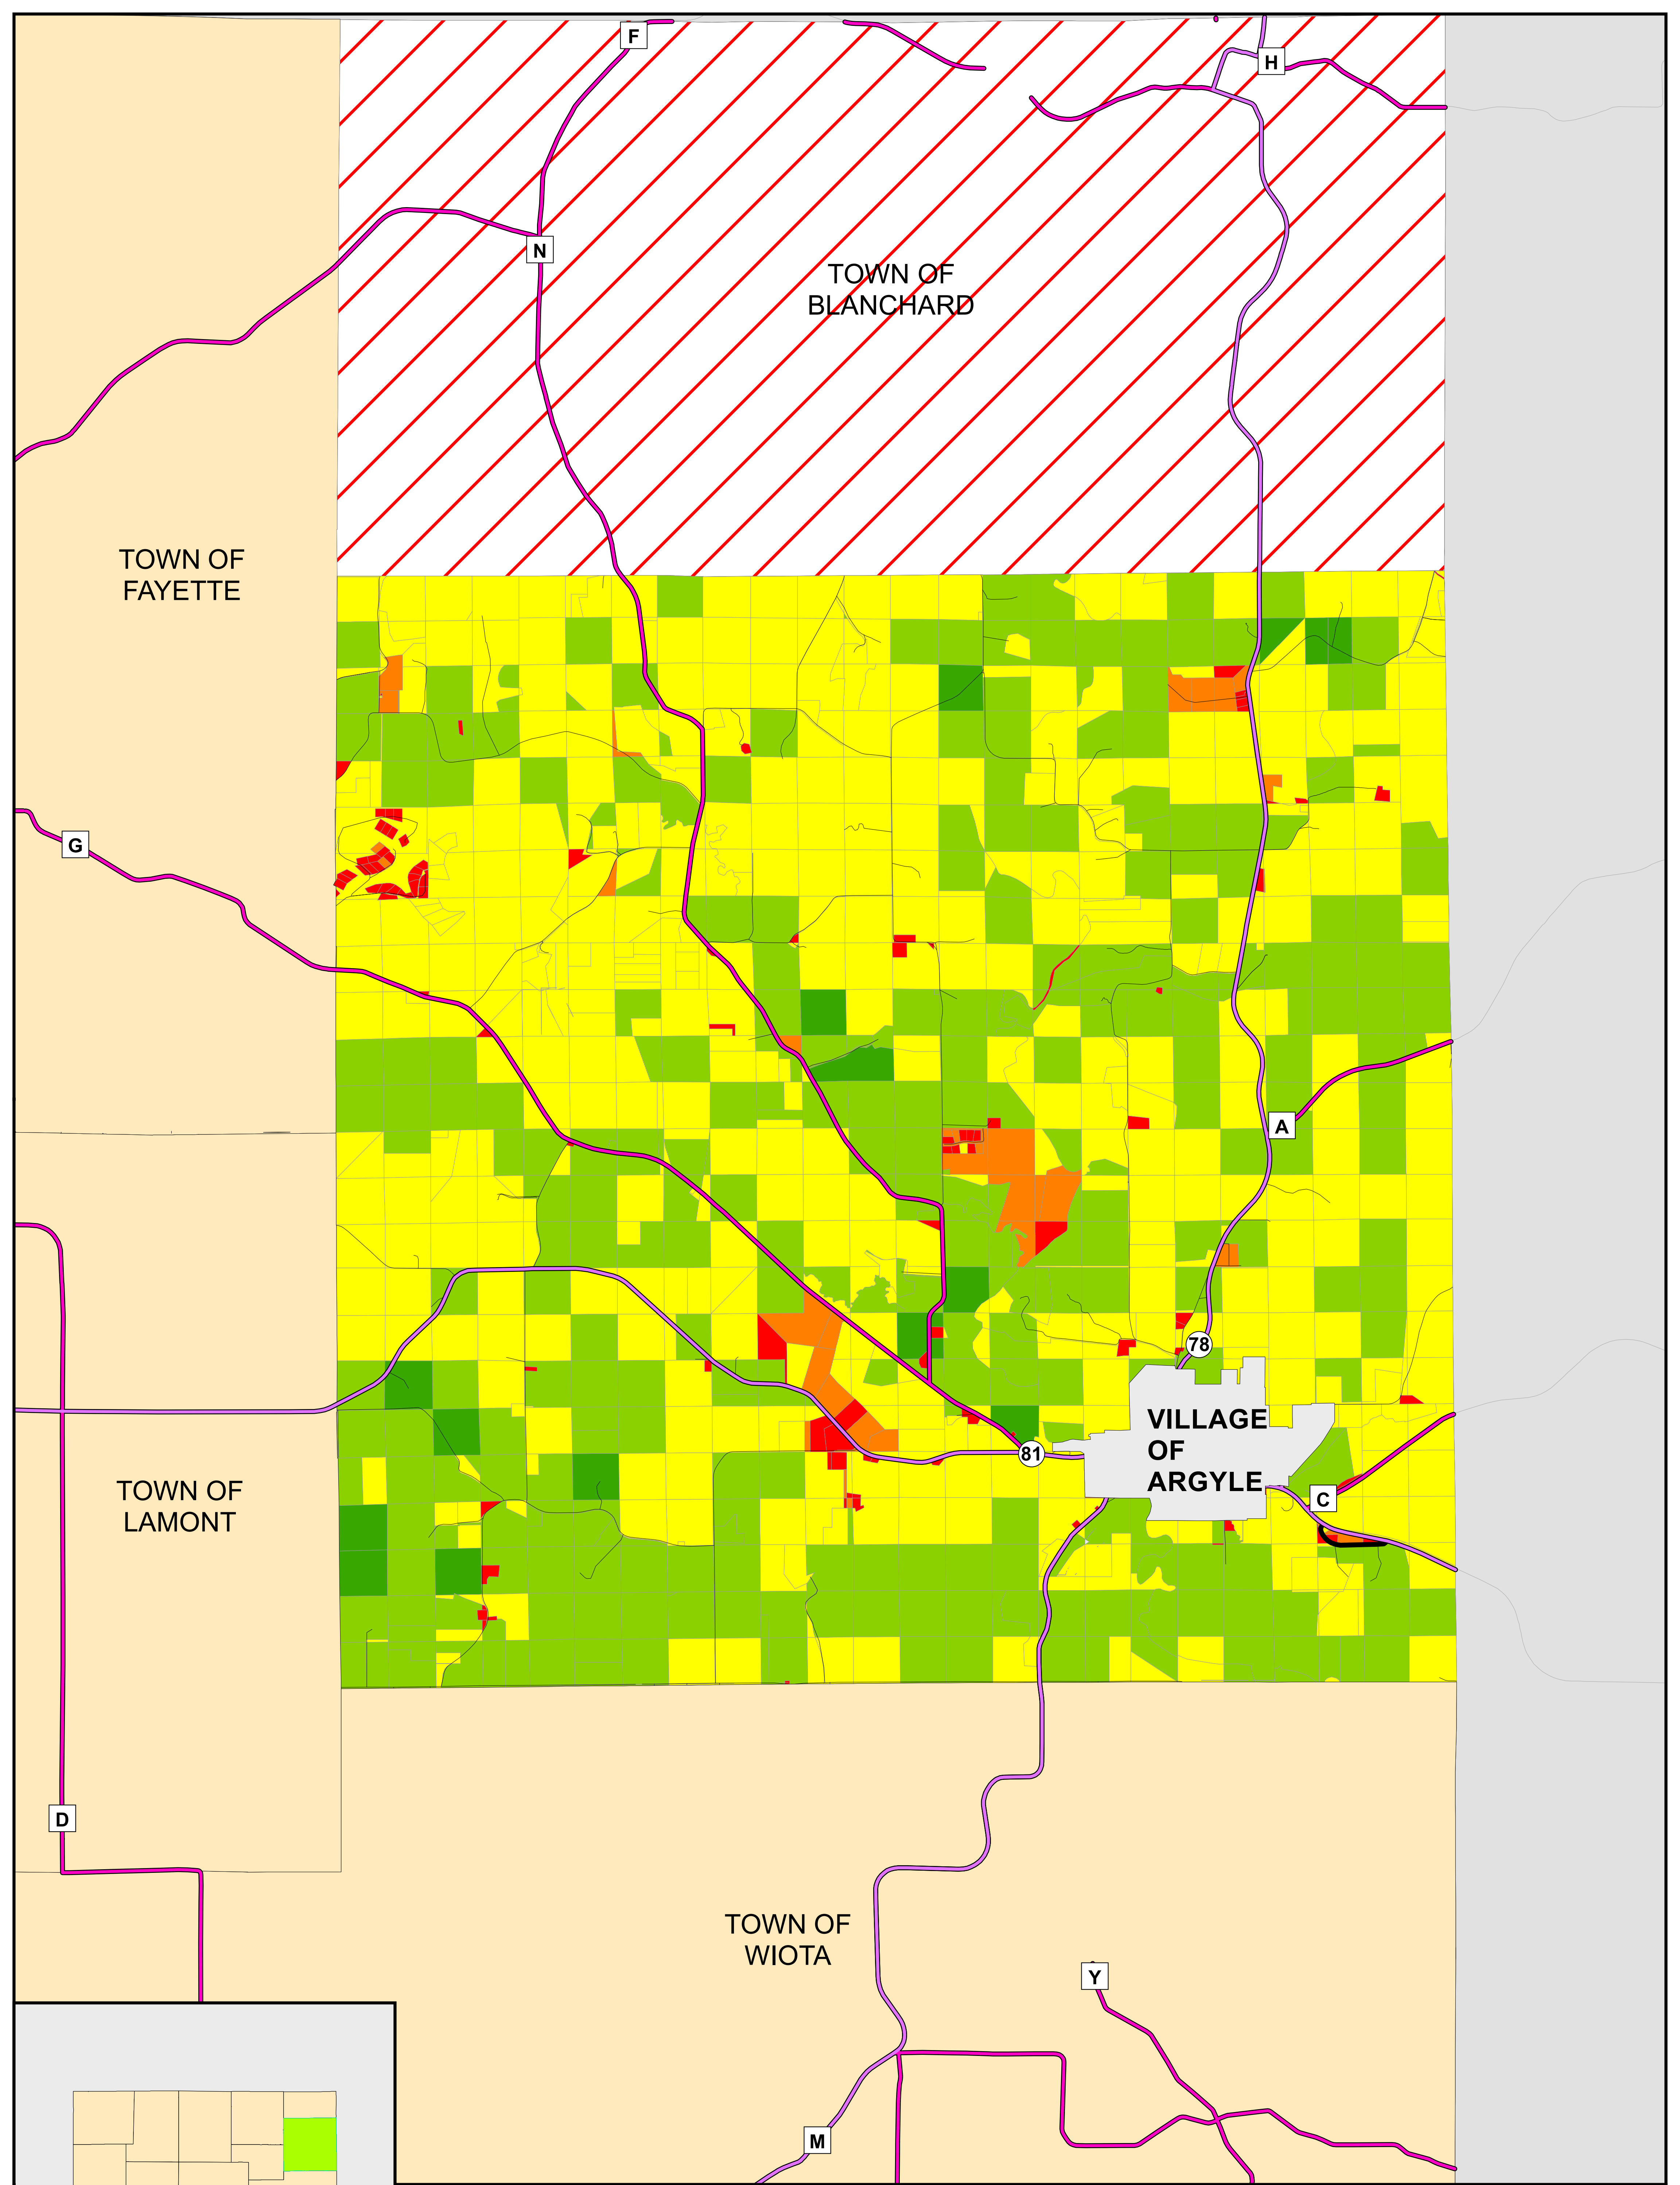 F
H
N
TOWN OF
BLANCHARD
TOWN OF
FAYETTE
G
A
78
VILLAGE
OF
ARGYLE
81
C
TOWN OF
LAMONT
D
TOWN OF
WIOTA
Y
M